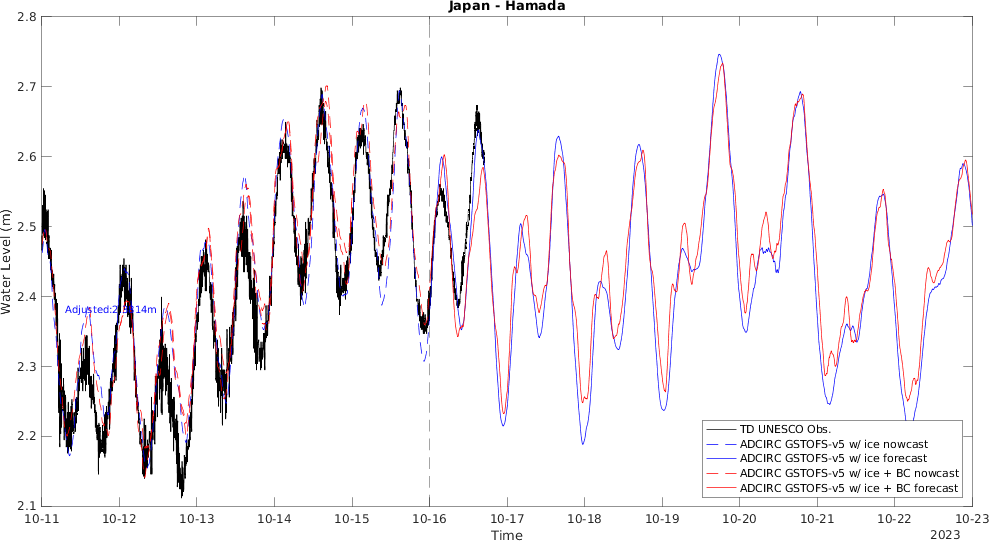 Japan - Hamada
2.8
2.7
2.6
2.5
2.4
2.3
2.2
2.1
Water Level (m)
TD UNESCO Obs.
ADCIRC GSTOFS-v5 w/ ice nowcast
ADCIRC GSTOFS-v5 w/ ice forecast
ADCIRC GSTOFS-v5 w/ ice + BC nowcast
ADCIRC GSTOFS-v5 w/ ice + BC forecast
10-11 10-12 10-13 10-14 10-15 10-16 10-17 10-18 10-19 10-20 10-21 10-22 10-23
Time
2023